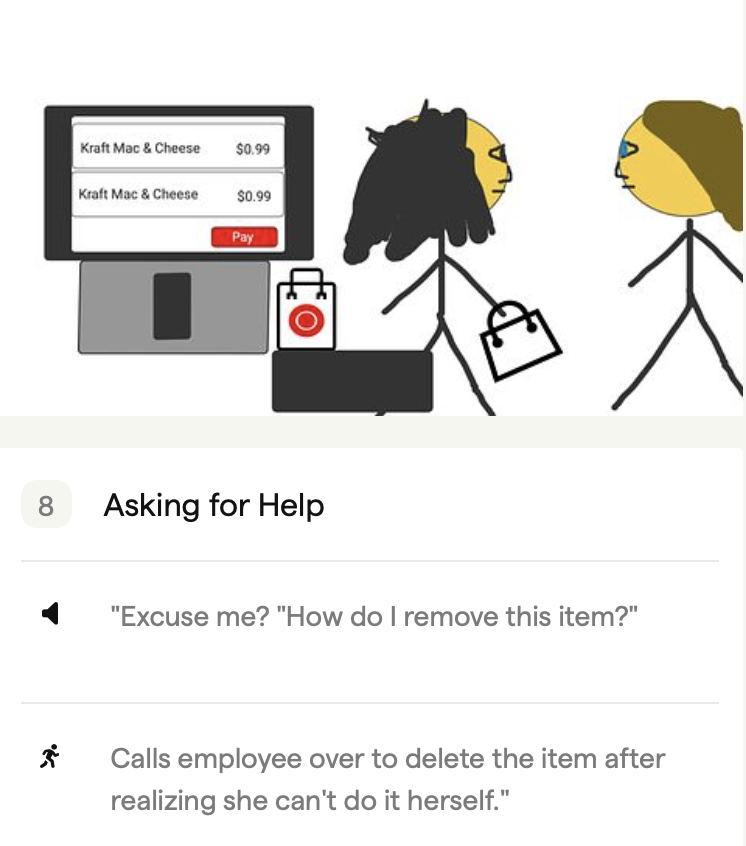 Kraft Mac & Cheese $0.99
Kraft Mac & Cheese $0.99
Pay
8 Asking for Help
"Excuse me? "How do I remove this item?"
Calls employee over to delete the item after
realizing she can't do it herself."